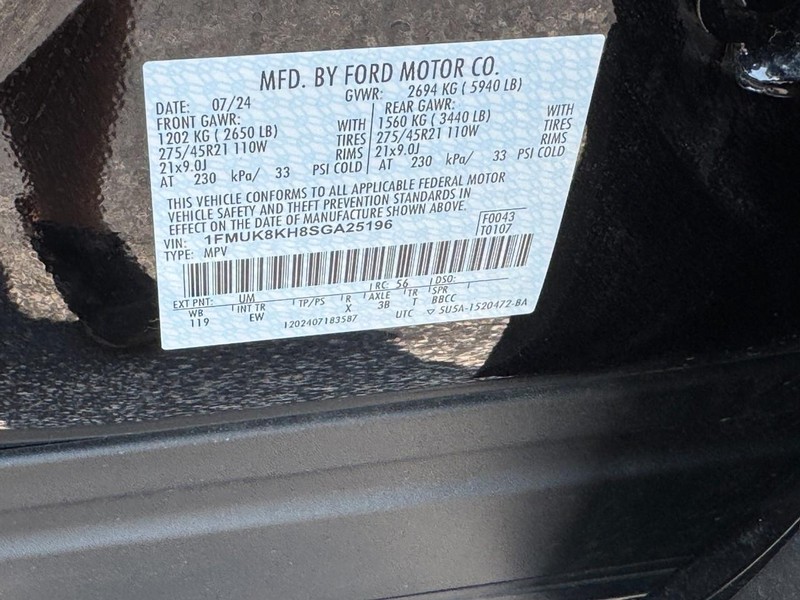 MFD. BY FORD MOTOR CO.
DATE: 07/24 GVWR: 2694 KG ( 5940 LB)
FRONT GAWR: REAR GAWR:
1202 KG ( 2650 LB) WITH 1560 KG ( 3440 LB) WITH
275/45R21 110W TIRES 275/45R21 110W TIRES
21x9.0J RIMS 21x9.0J RIMS
AT 230 kPa/ 33 PSI COLD AT 230 kPa/ 33 PSI COLD
THIS VEHICLE CONFORMS TO ALL APPLICABLE FEDERAL MOTOR
VEHICLE SAFETY AND THEFT PREVENTION STANDARDS IN
EFFECT ON THE DATE OF MANUFACTURE SHOWN ABOVE.
VIN: 1FMUK8KH8SGA25196 F0043
TYPE: MPV T0107
RC: 56 DSO:
EXT PNT: UM
WB INT TR TP/PS R AXLE TR SPR
119 EW X 3B T BBCC
1202407183587 UTC ▽ 5U5A-1520472-BA